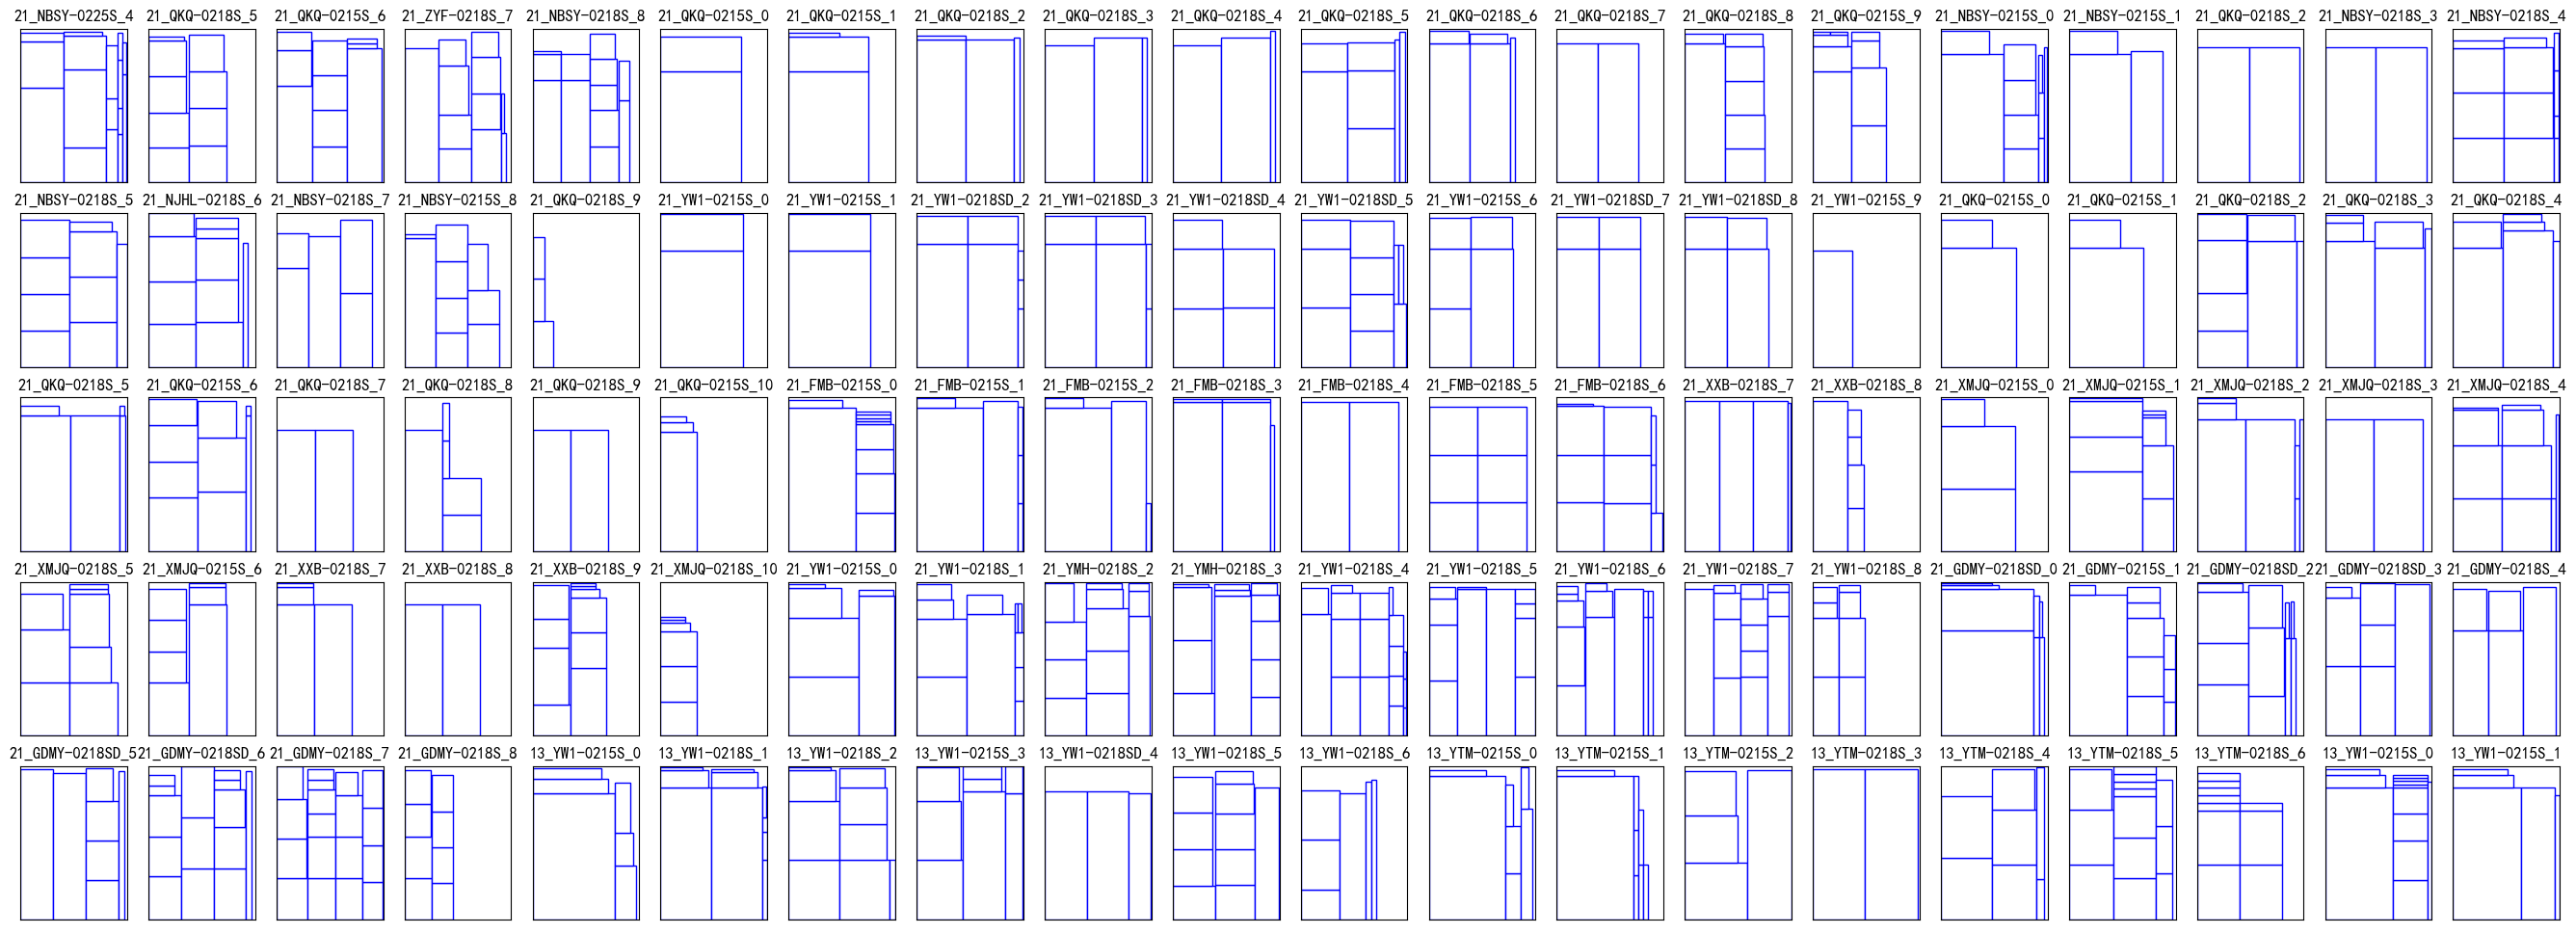 21_NBSY-0225S_4 21_QKQ-0218S_5 21_QKQ-0215S_6 21_ZYF-0218S_7 21_NBSY-0218S_8 21_QKQ-0215S_0 21_QKQ-0215S_1 21_QKQ-0218S_2 21_QKQ-0218S_3 21_QKQ-0218S_4 21_QKQ-0218S_5 21_QKQ-0218S_6 21_QKQ-0218S_7 21_QKQ-0218S_8 21_QKQ-0215S_9 21_NBSY-0215S_0 21_NBSY-0215S_1 21_QKQ-0218S_2 21_NBSY-0218S_3 21_NBSY-0218S_4
21_NBSY-0218S_5 21_NJHL-0218S_6 21_NBSY-0218S_7 21_NBSY-0215S_8 21_QKQ-0218S_9 21_YW1-0215S_0 21_YW1-0215S_1 21_YW1-0218SD_2 21_YW1-0218SD_3 21_YW1-0218SD_4 21_YW1-0218SD_5 21_YW1-0215S_6 21_YW1-0218SD_7 21_YW1-0218SD_8 21_YW1-0215S_9 21_QKQ-0215S_0 21_QKQ-0215S_1 21_QKQ-0218S_2 21_QKQ-0218S_3 21_QKQ-0218S_4
21_QKQ-0218S_5 21_QKQ-0215S_6 21_QKQ-0218S_7 21_QKQ-0218S_8 21_QKQ-0218S_9 21_QKQ-0215S_10 21_FMB-0215S_0 21_FMB-0215S_1 21_FMB-0215S_2 21_FMB-0218S_3 21_FMB-0218S_4 21_FMB-0218S_5 21_FMB-0218S_6 21_XXB-0218S_7 21_XXB-0218S_8 21_XMJQ-0215S_0 21_XMJQ-0215S_1 21_XMJQ-0218S_2 21_XMJQ-0218S_3 21_XMJQ-0218S_4
21_XMJQ-0218S_5 21_XMJQ-0215S_6 21_XXB-0218S_7 21_XXB-0218S_8 21_XXB-0218S_9 21_XMJQ-0218S_10 21_YW1-0215S_0 21_YW1-0218S_1 21_YMH-0218S_2 21_YMH-0218S_3 21_YW1-0218S_4 21_YW1-0218S_5 21_YW1-0218S_6 21_YW1-0218S_7 21_YW1-0218S_8 21_GDMY-0218SD_0 21_GDMY-0215S_1 21_GDMY-0218SD_2 21_GDMY-0218SD_3 21_GDMY-0218S_4
21_GDMY-0218SD_5 21_GDMY-0218SD_6 21_GDMY-0218S_7 21_GDMY-0218S_8 13_YW1-0215S_0 13_YW1-0218S_1 13_YW1-0218S_2 13_YW1-0215S_3 13_YW1-0218SD_4 13_YW1-0218S_5 13_YW1-0218S_6 13_YTM-0215S_0 13_YTM-0215S_1 13_YTM-0215S_2 13_YTM-0218S_3 13_YTM-0218S_4 13_YTM-0218S_5 13_YTM-0218S_6 13_YW1-0215S_0 13_YW1-0215S_1